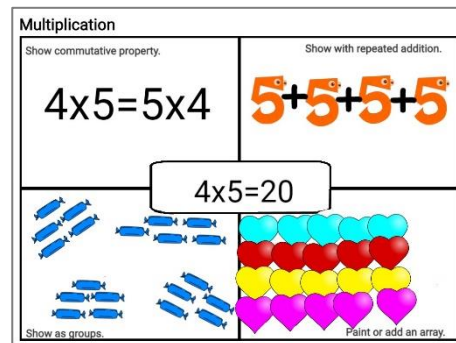 Multiplication
Show commutative property.
4x5=5x4
Show with repeated addition.
5+5+5+5
4x5=20
Show as groups.
Paint or add an array.